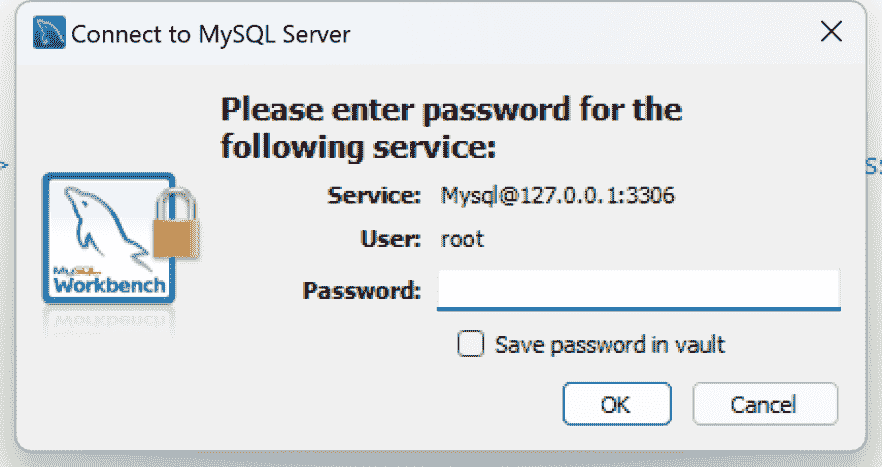 Connect to MySQL Server
Please enter password for the
following service:
Service: Mysql@127.0.0.1:3306
User: root
MySQL
Workbench
Password:
Save password in vault
OK Cancel